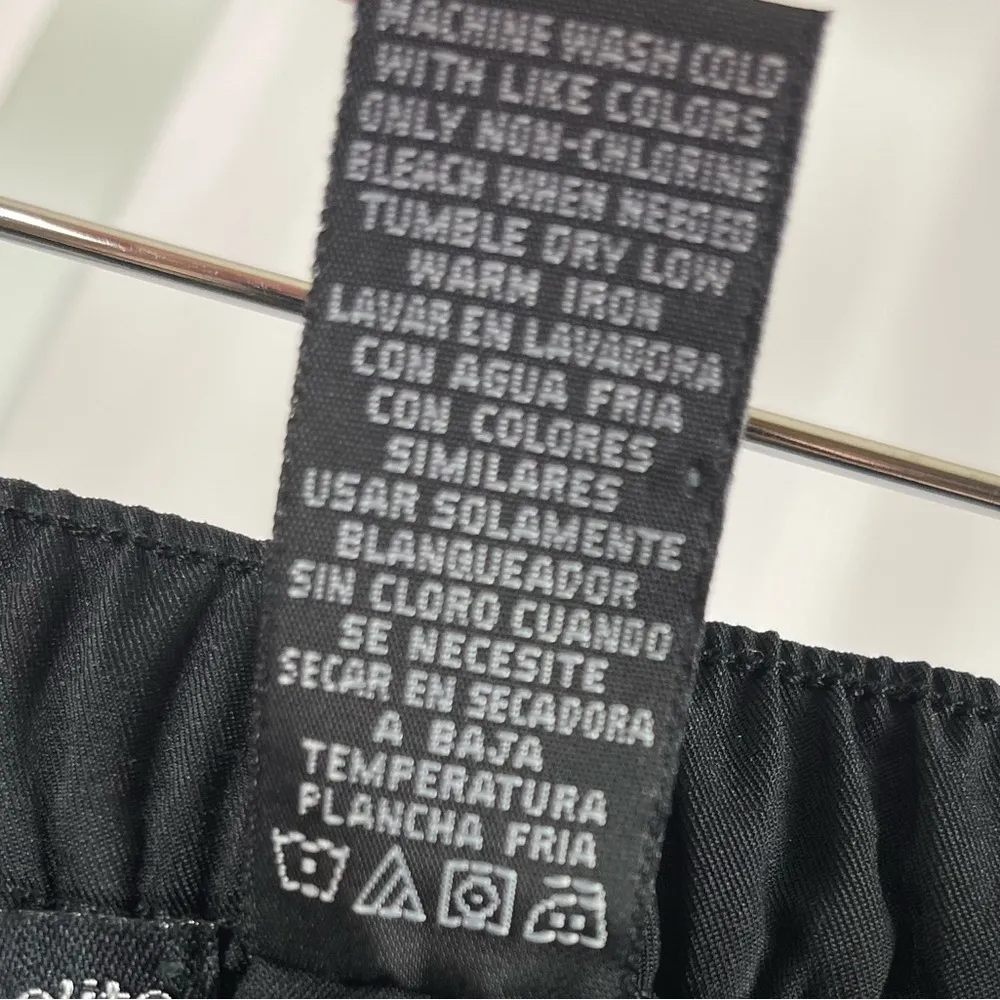 MACHINE WASH COLD
WITH LIKE COLORS
ONLY NON-CHLORINE
BLEACH WHEN NEEDED
TUMBLE DRY LOW
WARM IRON
LAVAR EN LAVADORA
CON AGUA FRIA
CON COLORES
SIMILARES
USAR SOLAMENTE
BLANQUEADOR
SIN CLORO CUANDO
SE NECESITE
SECAR EN SECADORA
A BAJA
TEMPERATURA
PLANCHA FRIA